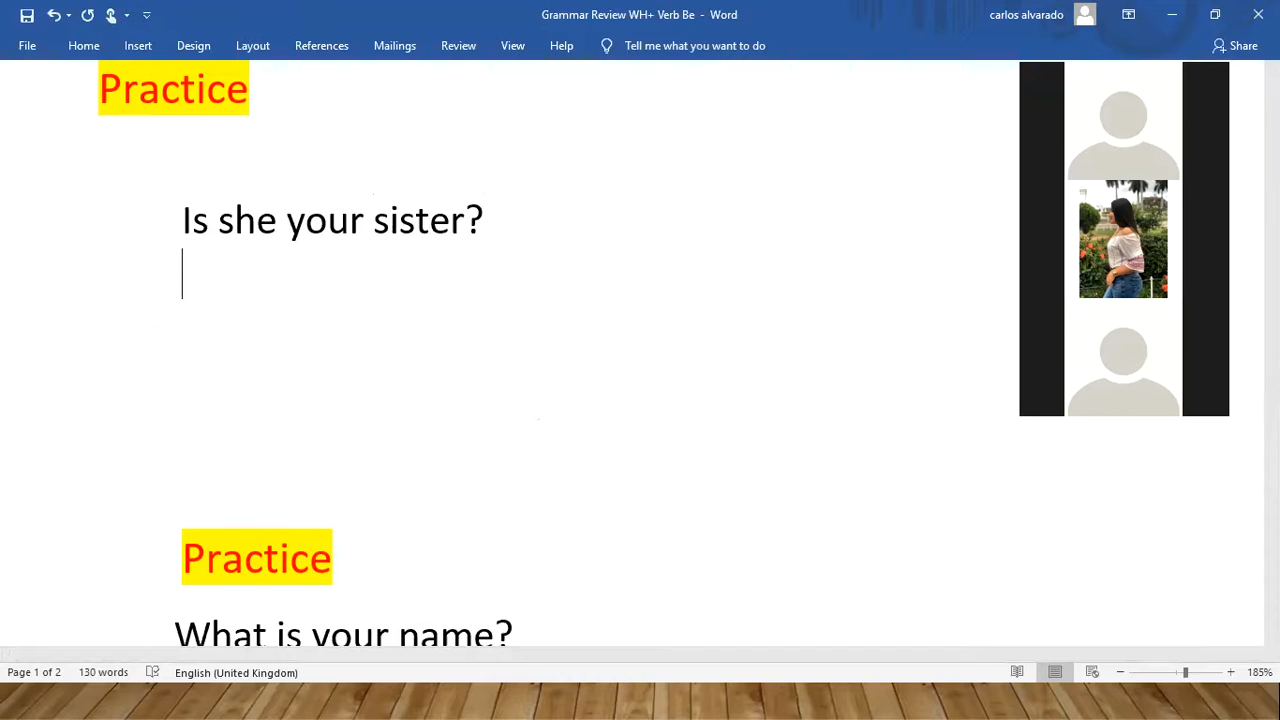 Grammar Review WH+ Verb Be - Word
carlos alvarado
File Home Insert Design Layout References Mailings Review View Help Tell me what you want to do Share
Practice
Is she your sister?
Practice
What is your name?
Page 1 of 2 130 words English (United Kingdom) 185%